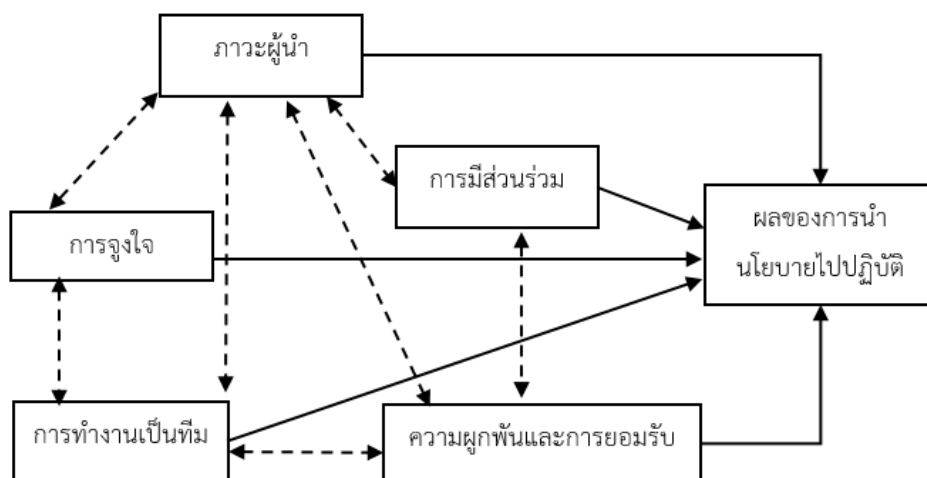 ภาวะผู้นำ
การมีส่วนร่วม
ผลของการนำ
นโยบายไปปฏิบัติ
การจูงใจ
การทำงานเป็นทีม
ความผูกพันและการยอมรับ